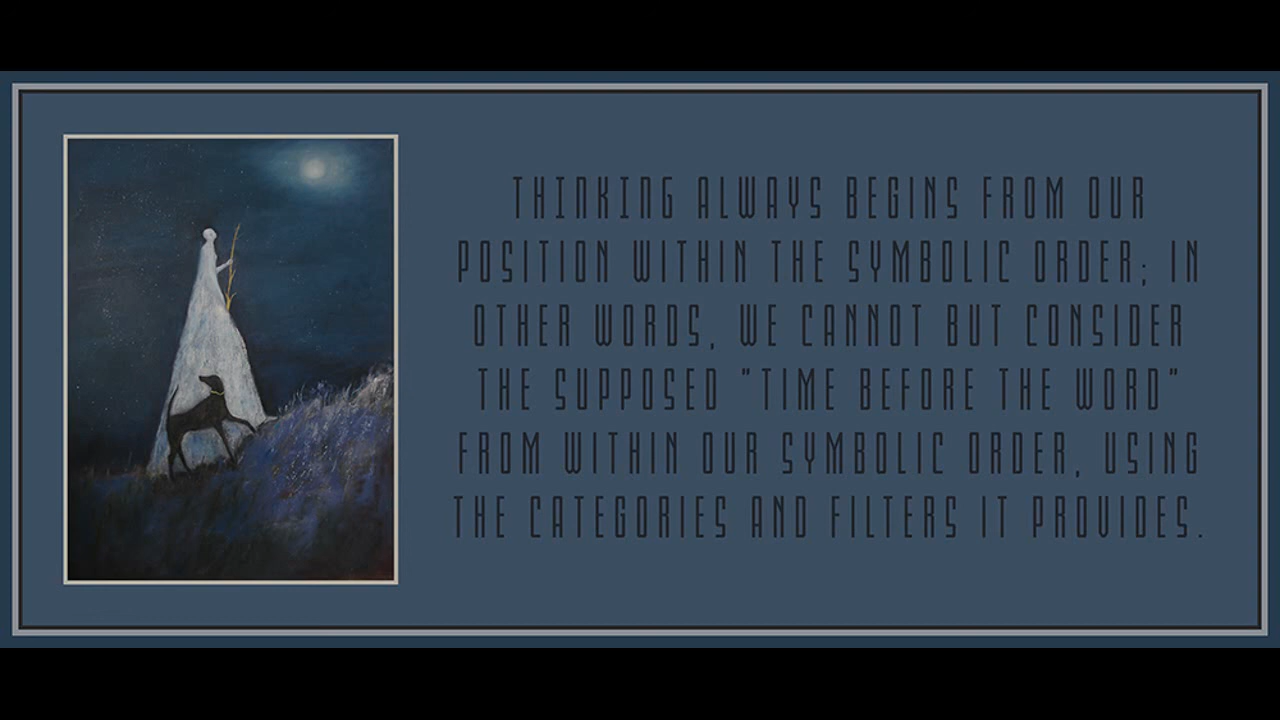 THINKING ALWAYS BEGINS FROM OUR
POSITION WITHIN THE SYMBOLIC ORDER; IN
OTHER WORDS, WE CANNOT BUT CONSIDER
THE SUPPOSED "TIME BEFORE THE WORD"
FROM WITHIN OUR SYMBOLIC ORDER, USING
THE CATEGORIES AND FILTERS IT PROVIDES.